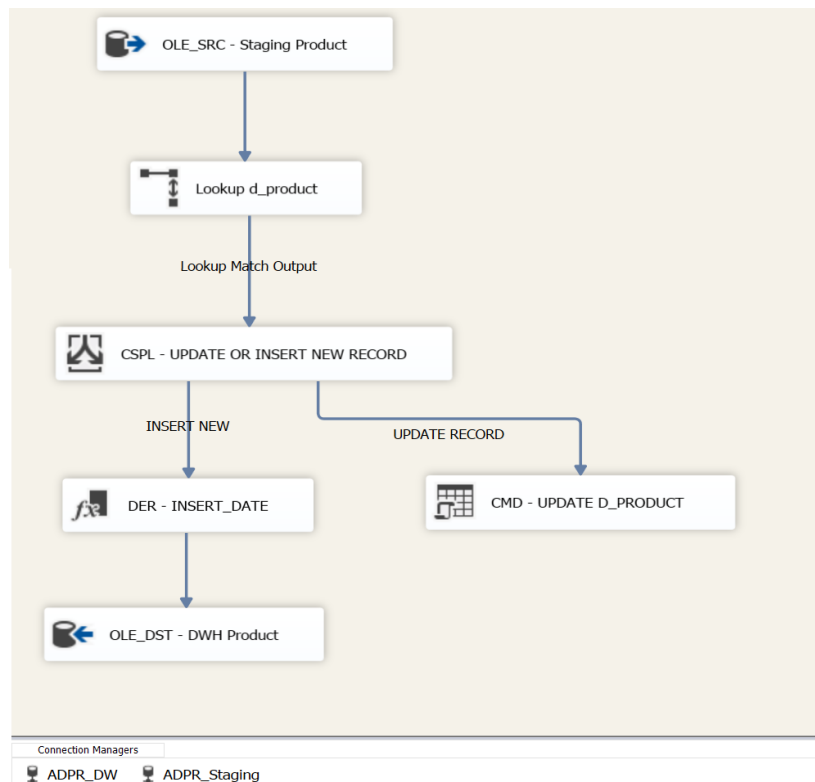 OLE_SRC - Staging Product
Lookup d_product
Lookup Match Output
CSPL - UPDATE OR INSERT NEW RECORD
INSERT NEW
UPDATE RECORD
DER - INSERT_DATE
CMD - UPDATE D_PRODUCT
OLE_DST - DWH Product
Connection Managers
ADPR_DW ADPR_Staging